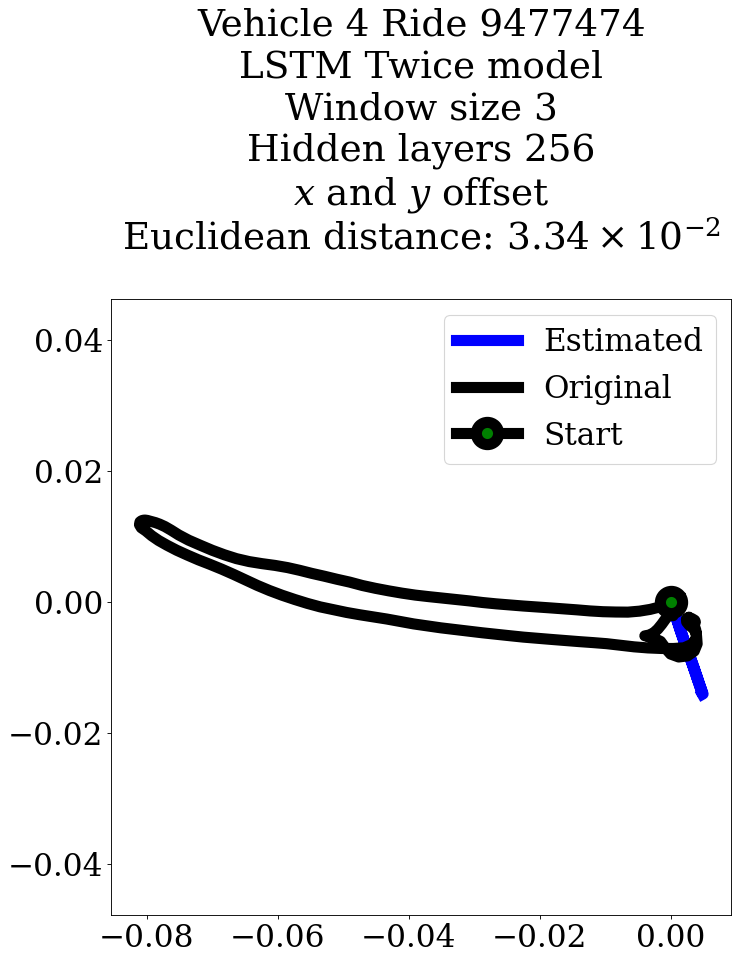 Vehicle 4 Ride 9477474
LSTM Twice model
Window size 3
Hidden layers 256
x and y offset
Euclidean distance: 3.34 × 10⁻²
Estimated
Original
Start
0.04
0.02
0.00
−0.02
−0.04
−0.08 −0.06 −0.04 −0.02 0.00